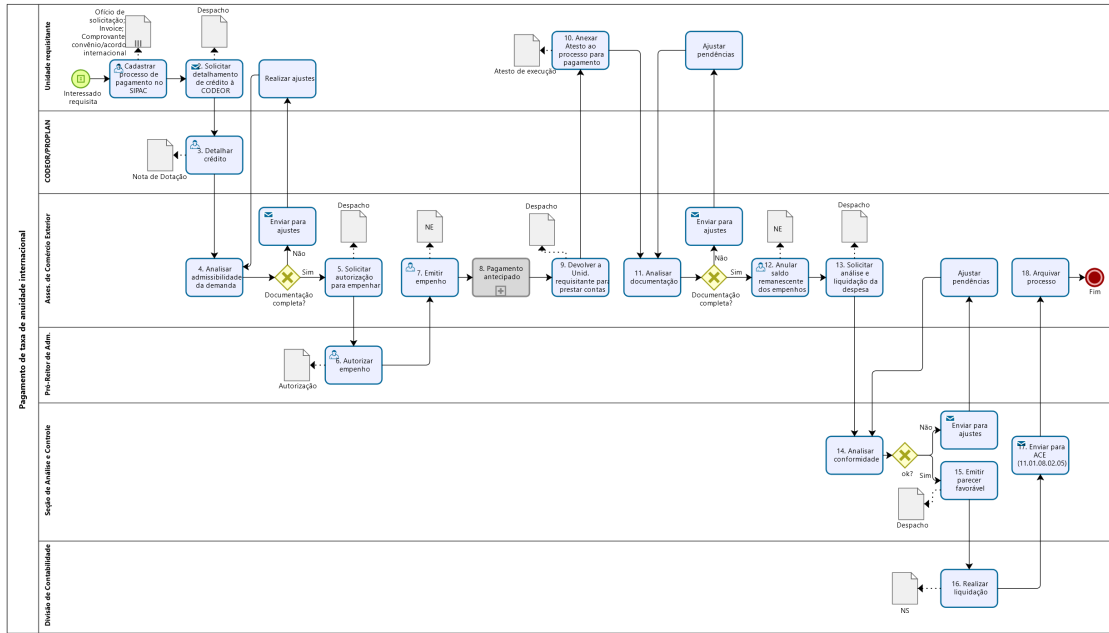 Pagamento de taxa de anuidade internacional
Unidade requisitante
Ofício de
solicitação;
Invoice;
Comprovante
convênio/acordo
internacional
Despacho
Interessado
requisita
Cadastrar
processo de
pagamento no
SIPAC
2. Solicitar
detalhamento
de crédito à
CODEOR
Realizar ajustes
Atesto de execução
10. Anexar
Atesto ao
processo para
pagamento
Ajustar
pendências
CODEOR/PROPLAN
Nota de Dotação
3. Detalhar
crédito
Asses. de Comércio Exterior
4. Analisar
admissibilidade
da demanda
Enviar para
ajustes
Não
Sim
Documentação
completa?
Despacho
5. Solicitar
autorização
para empenhar
NE
7. Emitir
empenho
8. Pagamento
antecipado
Despacho
9. Devolver a
Unid.
requisitante para
prestar contas
11. Analisar
documentação
Enviar para
ajustes
Não
Sim
Documentação
completa?
NE
12. Anular
saldo
remanescente
dos empenhos
Despacho
13. Solicitar
análise e
liquidação da
despesa
Ajustar
pendências
18. Arquivar
processo
Fim
Pró-Reitor de Adm.
Autorização
6. Autorizar
empenho
Seção de Análise e Controle
14. Analisar
conformidade
ok?
Não
Sim
Enviar para
ajustes
15. Emitir
parecer
favorável
Despacho
17. Enviar para
ACE
(11.01.08.02.05)
Divisão de Contabilidade
NS
16. Realizar
liquidação